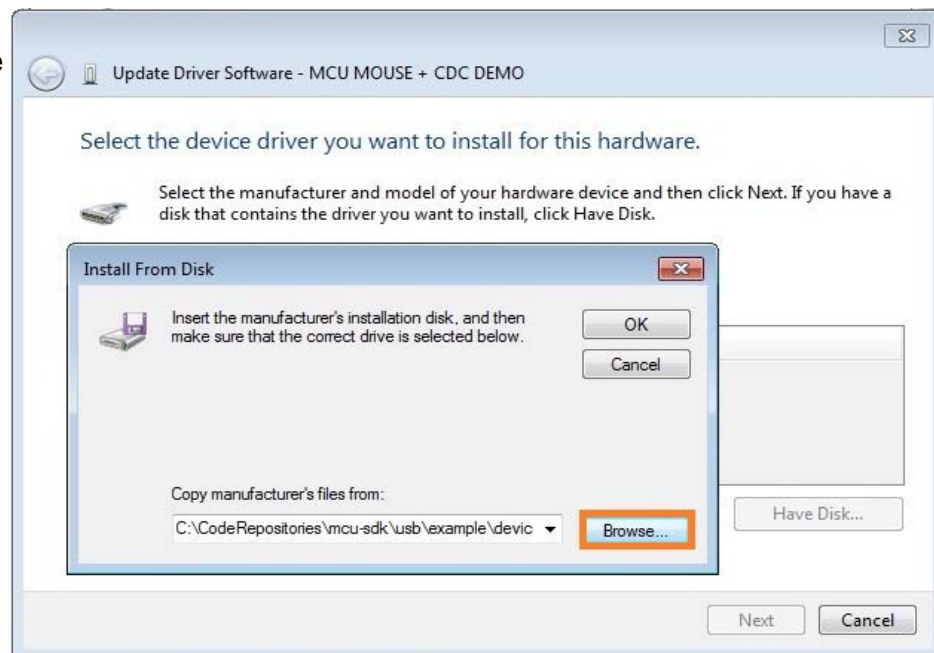 e
Update Driver Software - MCU MOUSE + CDC DEMO
Select the device driver you want to install for this hardware.
Select the manufacturer and model of your hardware device and then click Next. If you have a
disk that contains the driver you want to install, click Have Disk.
Install From Disk
Insert the manufacturer's installation disk, and then
make sure that the correct drive is selected below.
OK
Cancel
Copy manufacturer's files from:
C:\CodeRepositories\mcu-sdk\usb\example\devic
Browse...
Have Disk...
Next
Cancel